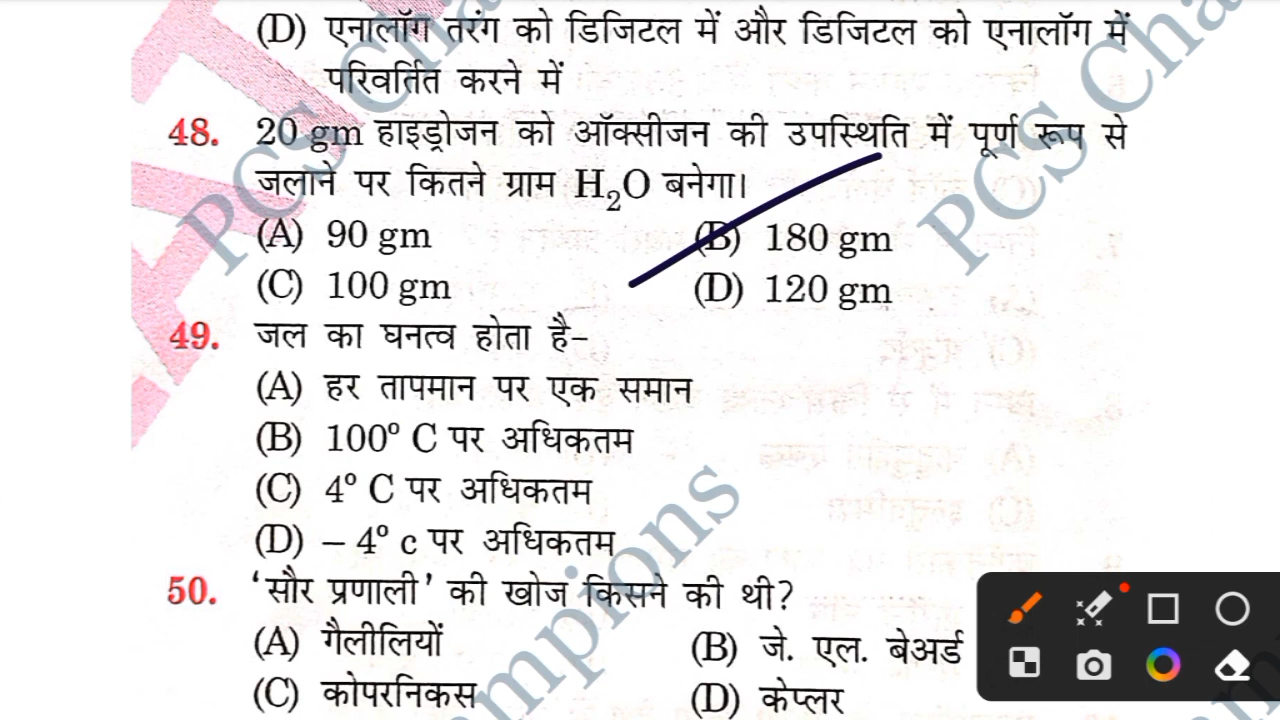 (D) एनालॉग तरंग को डिजिटल में और डिजिटल को एनालॉग में
परिवर्तित करने में
48. 20 gm हाइड्रोजन को ऑक्सीजन की उपस्थिति में पूर्ण रूप से
जलाने पर कितने ग्राम H₂O बनेगा।
(A) 90 gm (B) 180 gm
(C) 100 gm (D) 120 gm
49. जल का घनत्व होता है–
(A) हर तापमान पर एक समान
(B) 100° C पर अधिकतम
(C) 4° C पर अधिकतम
(D) – 4° c पर अधिकतम
50. ‘सौर प्रणाली’ की खोज किसने की थी?
(A) गैलीलियों (B) जे. एल. बेअर्ड
(C) कोपरनिकस (D) केप्लर